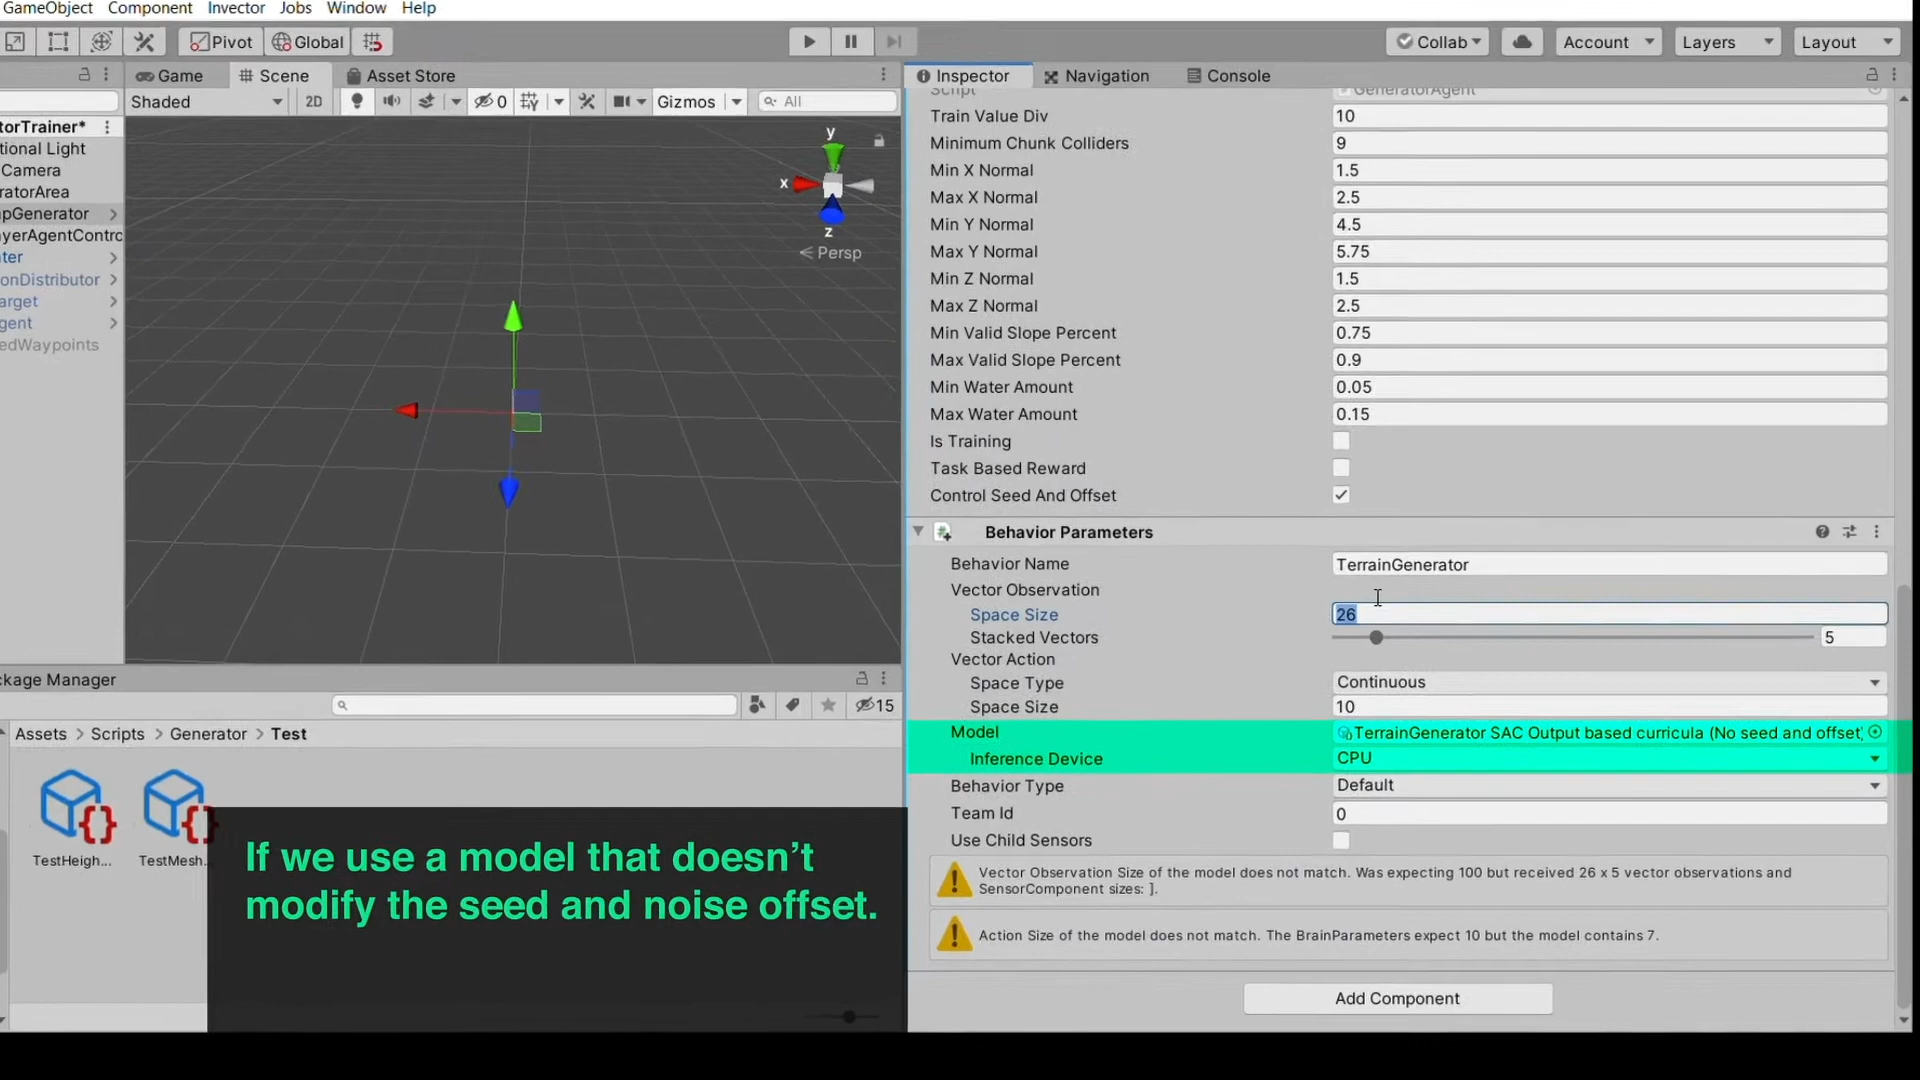 GameObject Component Invector Jobs Window Help
Pivot Global Collab Account Layers Layout
Game Scene Asset Store Inspector Navigation Console
Shaded 2D 0 Gizmos All
Script GeneratorAgent
Train Value Div 10
torTrainer*
Minimum Chunk Colliders 9
tional Light
Camera
Min X Normal 1.5
ratorArea
Max X Normal 2.5
pGenerator
Min Y Normal 4.5
yerAgentContro
Max Y Normal 5.75
ter
Min Z Normal 1.5
onDistributor
Max Z Normal 2.5
arget
Min Valid Slope Percent 0.75
gent
Max Valid Slope Percent 0.9
edWaypoints
Min Water Amount 0.05
Max Water Amount 0.15
Is Training
Task Based Reward
Control Seed And Offset
y
x
z
Persp
Behavior Parameters
Behavior Name TerrainGenerator
Vector Observation
Space Size 26
Stacked Vectors 5
Vector Action
Space Type Continuous
Space Size 10
Model TerrainGenerator SAC Output based curricula (No seed and offset)
Inference Device CPU
Behavior Type Default
Team Id 0
Use Child Sensors
Vector Observation Size of the model does not match. Was expecting 100 but received 26 x 5 vector observations and
SensorComponent sizes: ].
Action Size of the model does not match. The BrainParameters expect 10 but the model contains 7.
Add Component
ckage Manager
15
Assets > Scripts > Generator > Test
TestHeigh... TestMesh...
If we use a model that doesn't
modify the seed and noise offset.